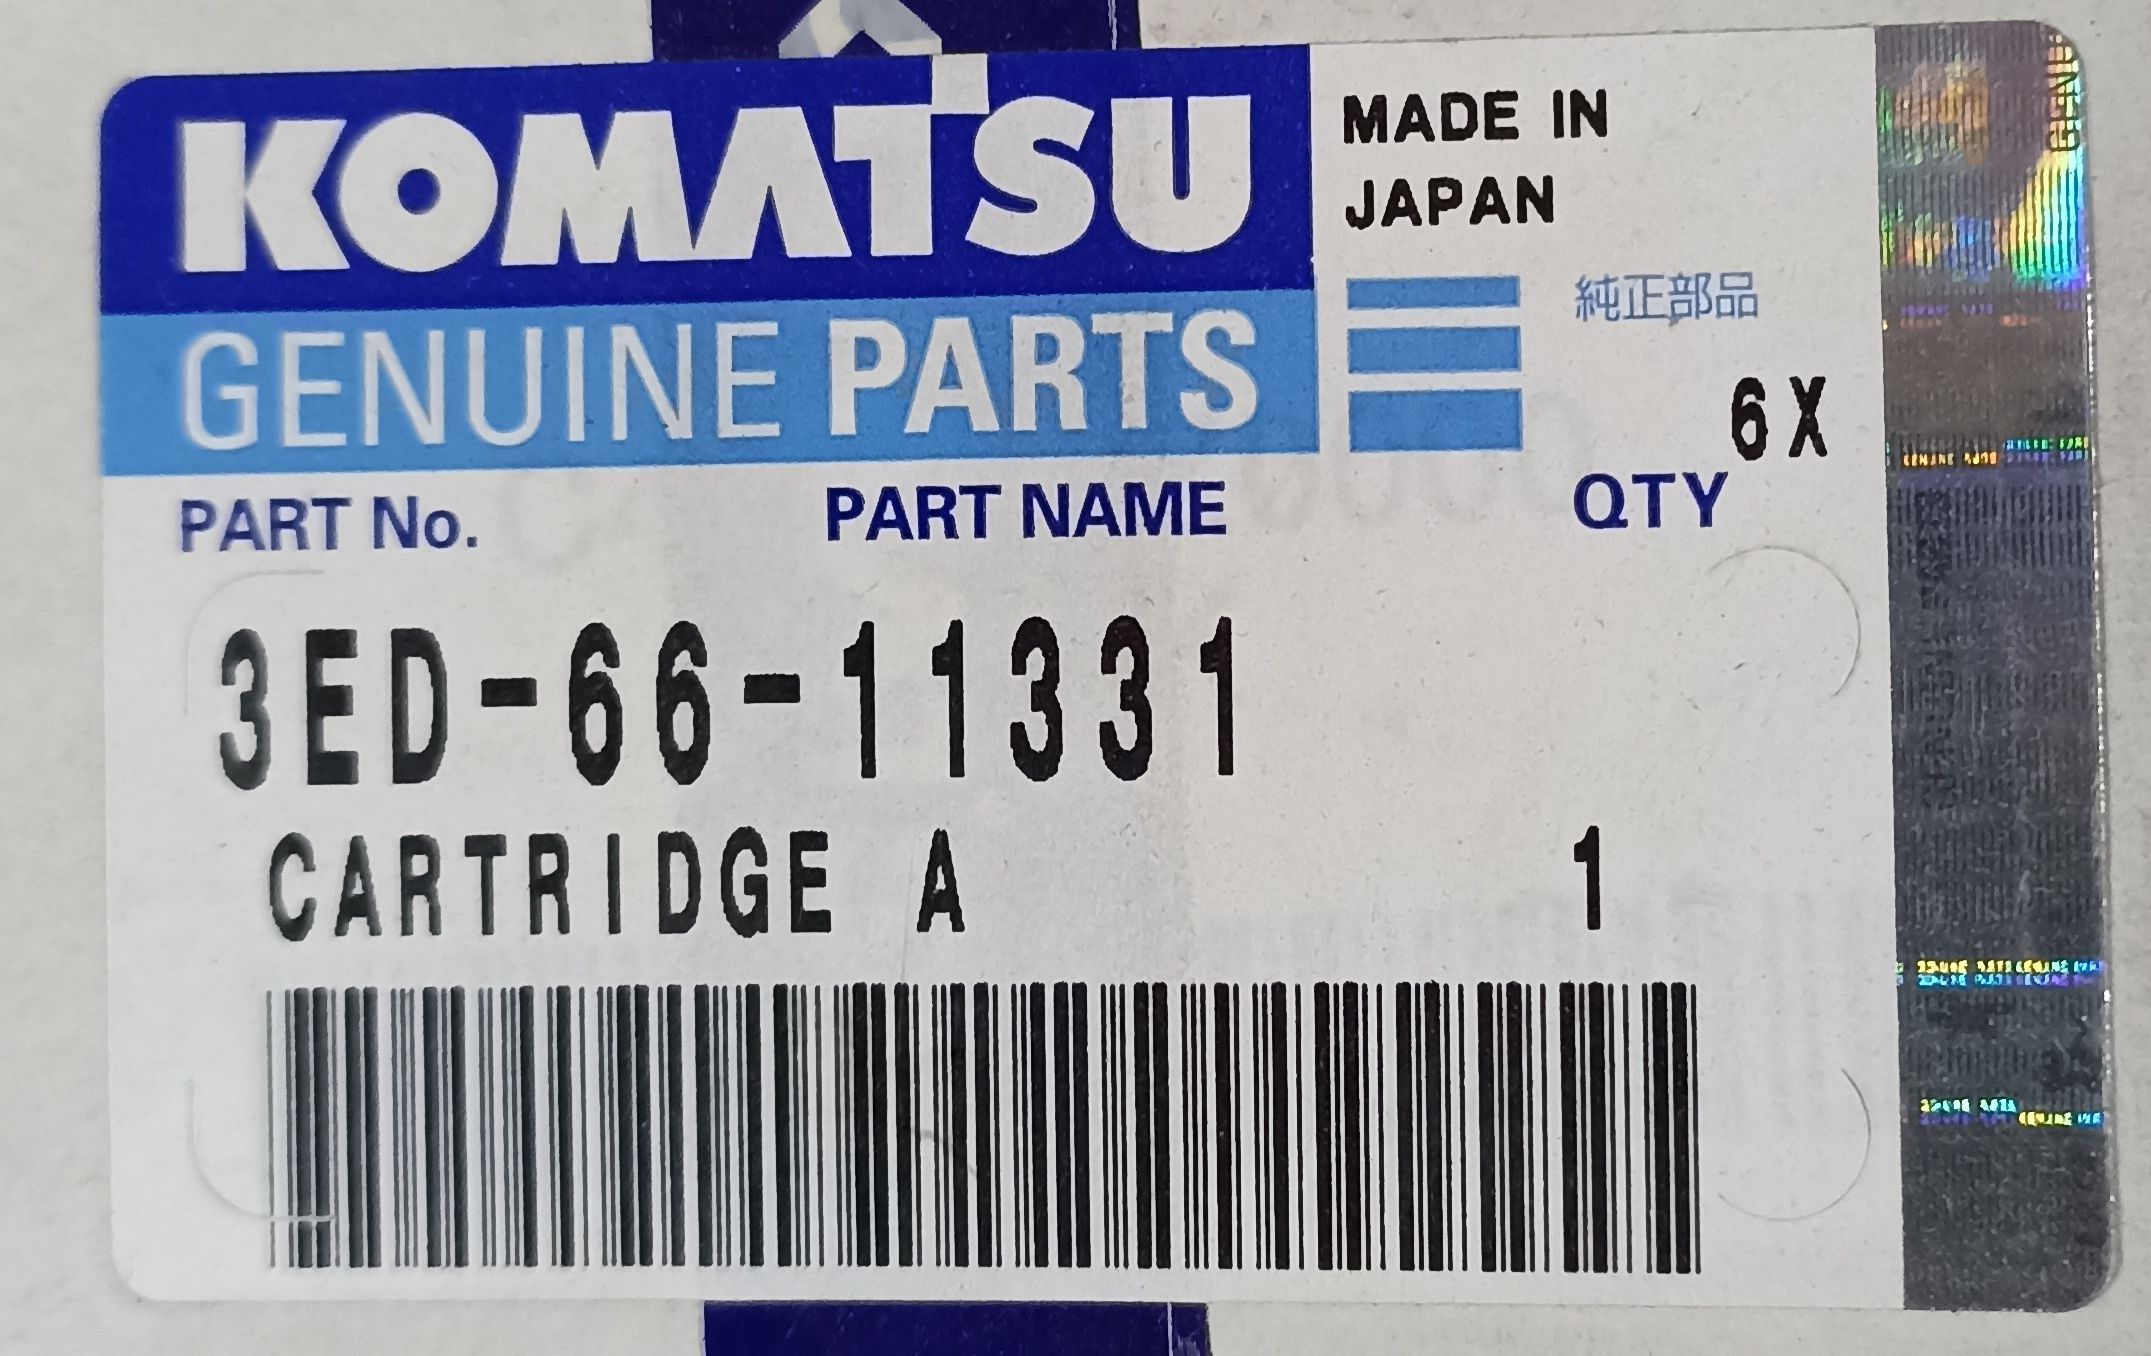 KOMATSU
GENUINE PARTS
MADE IN
JAPAN
純正部品
6X
PART No.
PART NAME
QTY
3ED-66-11331
CARTRIDGE A
1